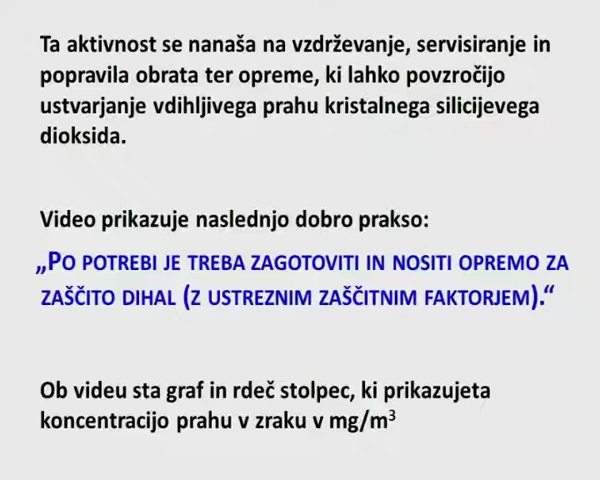 Ta aktivnost se nanaša na vzdrževanje, servisiranje in
popravila obrata ter opreme, ki lahko povzročijo
ustvarjanje vdihljivega prahu kristalnega silicijevega
dioksida.
Video prikazuje naslednjo dobro prakso:
„PO POTREBI JE TREBA ZAGOTOVITI IN NOSITI OPREMO ZA
ZAŠČITO DIHAL (Z USTREZNIM ZAŠČITNIM FAKTORJEM).“
Ob videu sta graf in rdeč stolpec, ki prikazujeta
koncentracijo prahu v zraku v mg/m³